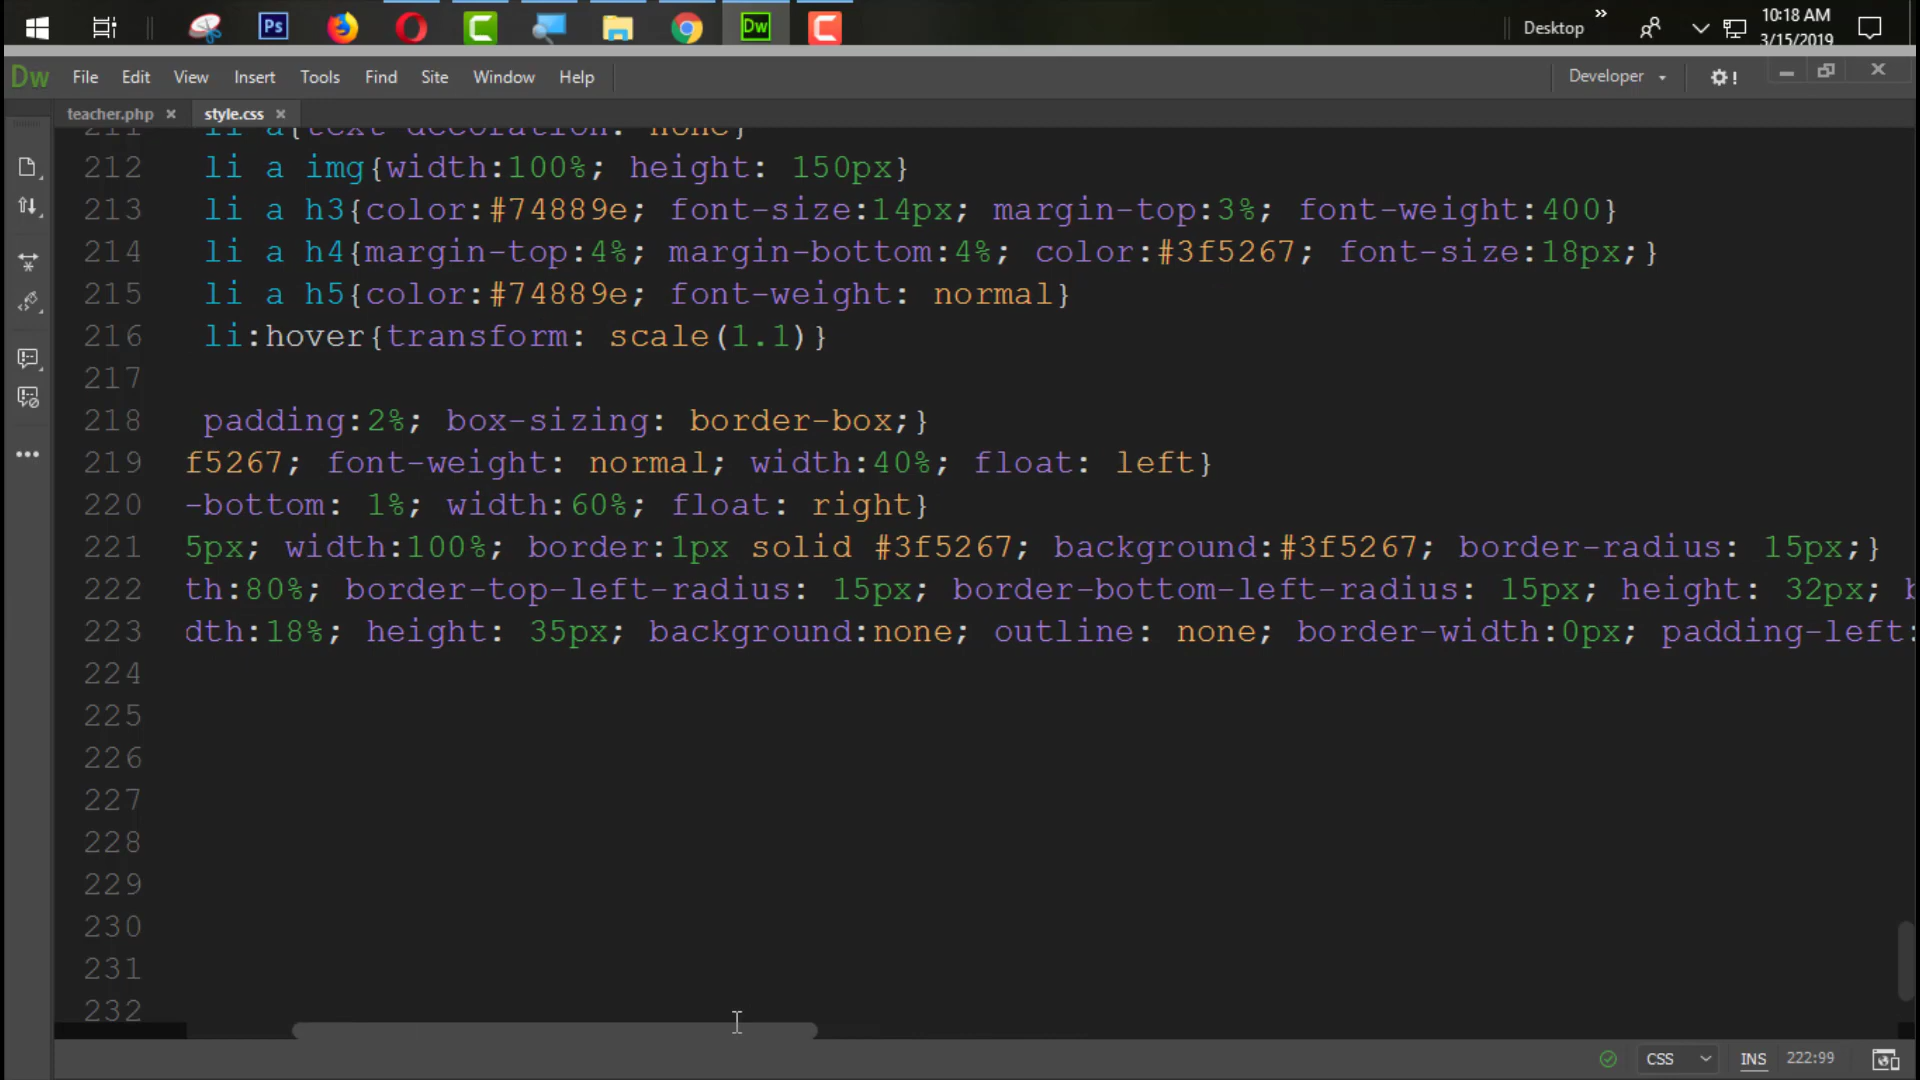 Ps
Dw
Desktop
»
10:18 AM
3/15/2019
Dw File Edit View Insert Tools Find Site Window Help Developer
teacher.php × style.css ×
211 li a{text-decoration: none}
212 li a img{width:100%; height: 150px}
213 li a h3{color:#74889e; font-size:14px; margin-top:3%; font-weight:400}
214 li a h4{margin-top:4%; margin-bottom:4%; color:#3f5267; font-size:18px;}
215 li a h5{color:#74889e; font-weight: normal}
216 li:hover{transform: scale(1.1)}
217
218 padding:2%; box-sizing: border-box;}
219 f5267; font-weight: normal; width:40%; float: left}
220 -bottom: 1%; width:60%; float: right}
221 5px; width:100%; border:1px solid #3f5267; background:#3f5267; border-radius: 15px;}
222 th:80%; border-top-left-radius: 15px; border-bottom-left-radius: 15px; height: 32px; b
223 dth:18%; height: 35px; background:none; outline: none; border-width:0px; padding-left:
224
225
226
227
228
229
230
231
232
CSS INS 222:99